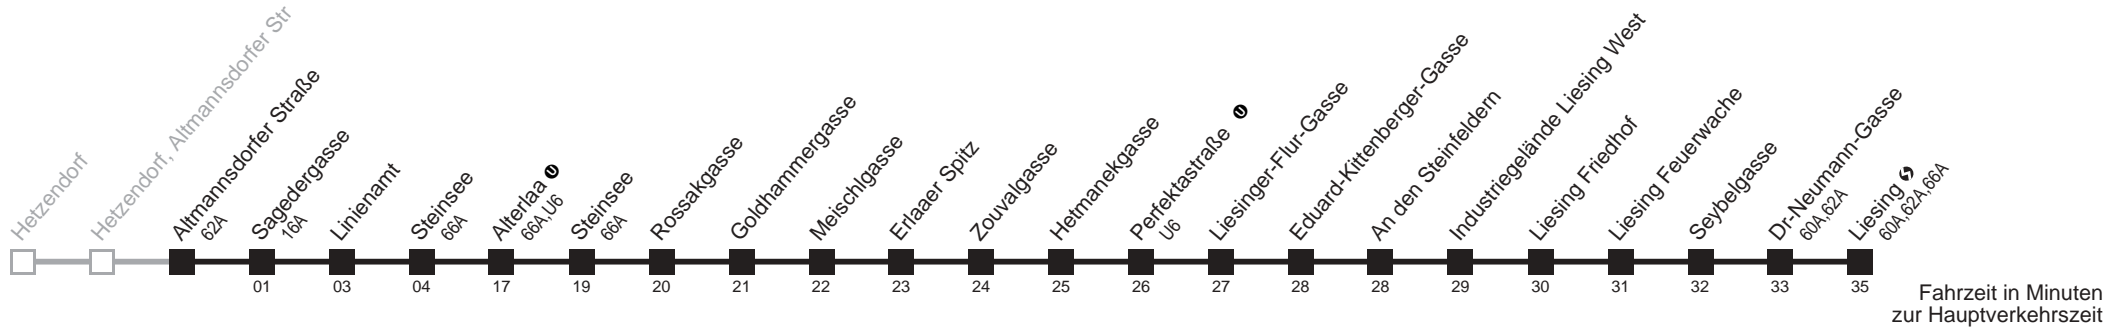 Hetzendorf
Hetzendorf, Altmannsdorfer Str
Altmannsdorfer Straße
62A
Sagedergasse
16A
01
Linienamt
03
Steinsee
66A
04
Alterlaa U
66A,U6
17
Steinsee
66A
19
Rossakgasse
20
Goldhammergasse
21
Meischlgasse
22
Erlaaer Spitz
23
Zouvalgasse
24
Hetmanekgasse
25
Perfektastraße U
U6
26
Liesinger-Flur-Gasse
27
Eduard-Kittenberger-Gasse
28
An den Steinfeldern
28
Industriegelände Liesing West
29
Liesing Friedhof
30
Liesing Feuerwache
31
Seybelgasse
32
Dr-Neumann-Gasse
60A,62A
33
Liesing
60A,62A,66A
35
Fahrzeit in Minuten
zur Hauptverkehrszeit